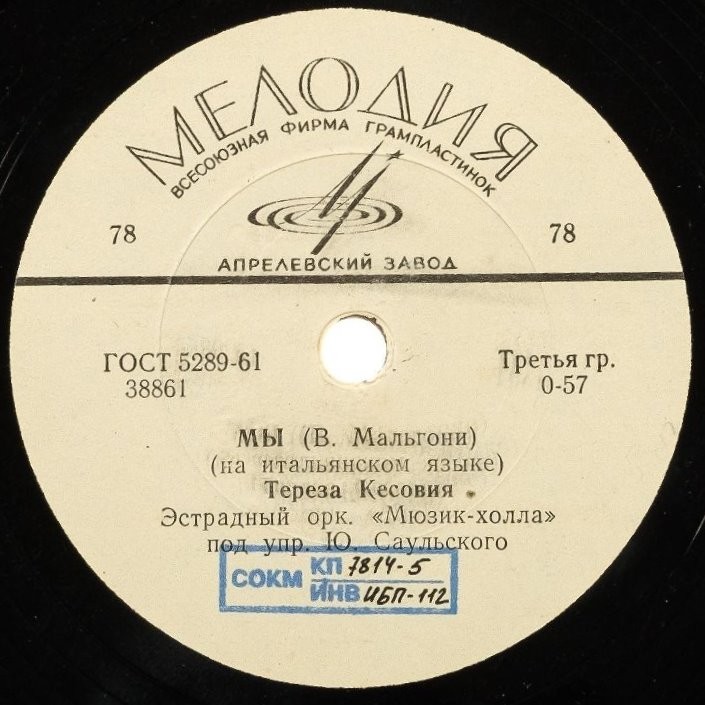 МЕЛОДИЯ
ВСЕСОЮЗНАЯ ФИРМА ГРАМПЛАСТИНОК
78 78
АПРЕЛЕВСКИЙ ЗАВОД
ГОСТ 5289-61 Третья гр.
38861 0-57
МЫ (В. Мальгони)
(на итальянском языке)
Тереза Кесовия
Эстрадный орк. «Мюзик-холла»
под упр. Ю. Саульского
СОКМ КП 7814-5
ИНВ ИБП-112